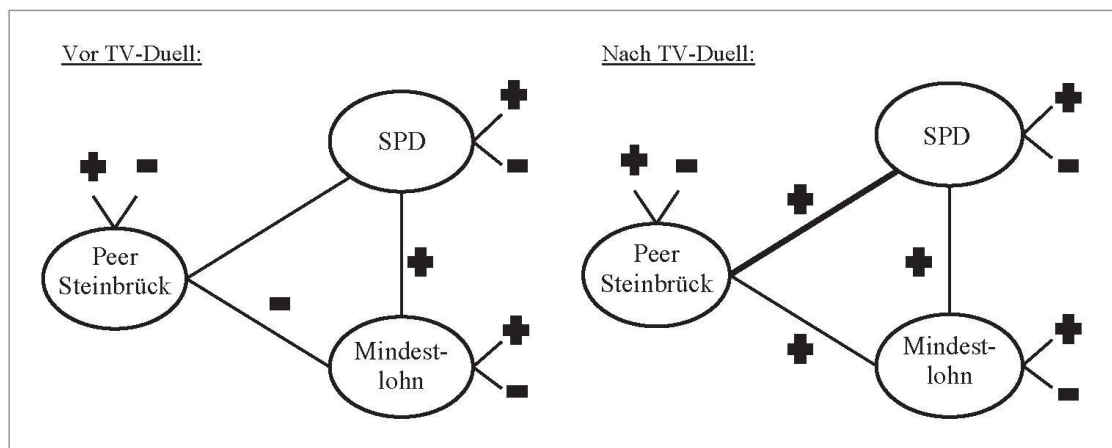 Vor TV-Duell:
SPD
Peer
Steinbrück
Mindest-
lohn
Nach TV-Duell:
SPD
Peer
Steinbrück
Mindest-
lohn